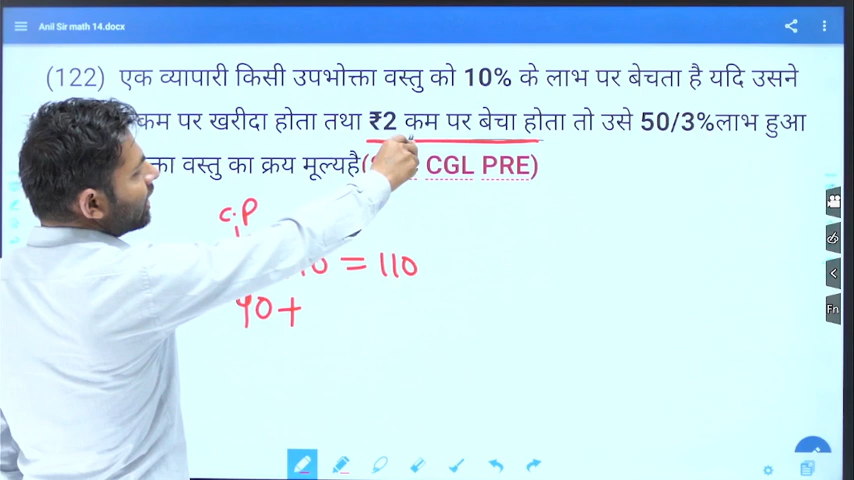 Anil Sir math 14.docx
(122) एक व्यापारी किसी उपभोक्ता वस्तु को 10% के लाभ पर बेचता है यदि उसने
कम पर खरीदा होता तथा ₹2 कम पर बेचा होता तो उसे 50/3%लाभ हुआ
वस्तु का क्रय मूल्यहै( CGL PRE)
C.P
= 110
90 +
Fn